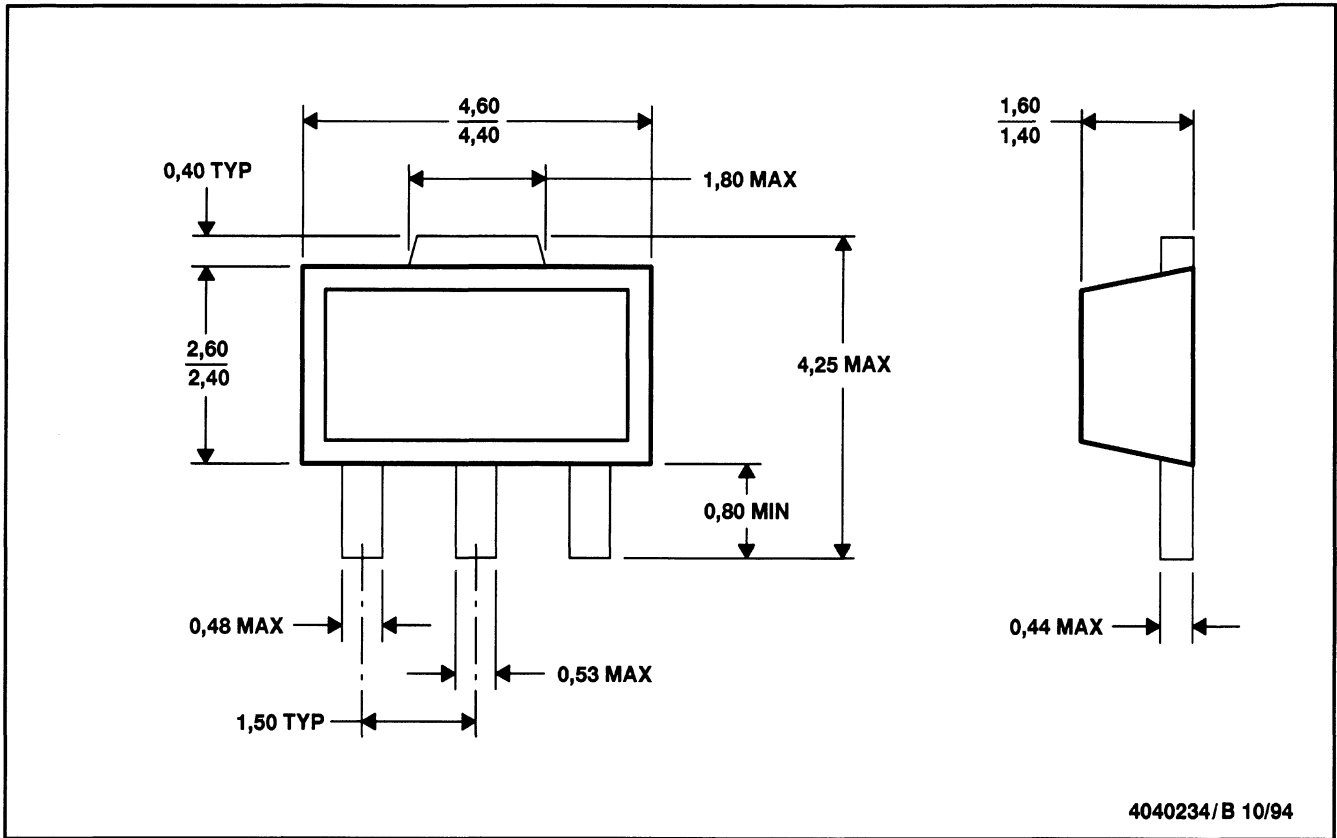 4,60
4,40
1,60
1,40
0,40 TYP
1,80 MAX
2,60
2,40
4,25 MAX
0,80 MIN
0,48 MAX
0,44 MAX
0,53 MAX
1,50 TYP
4040234/B 10/94